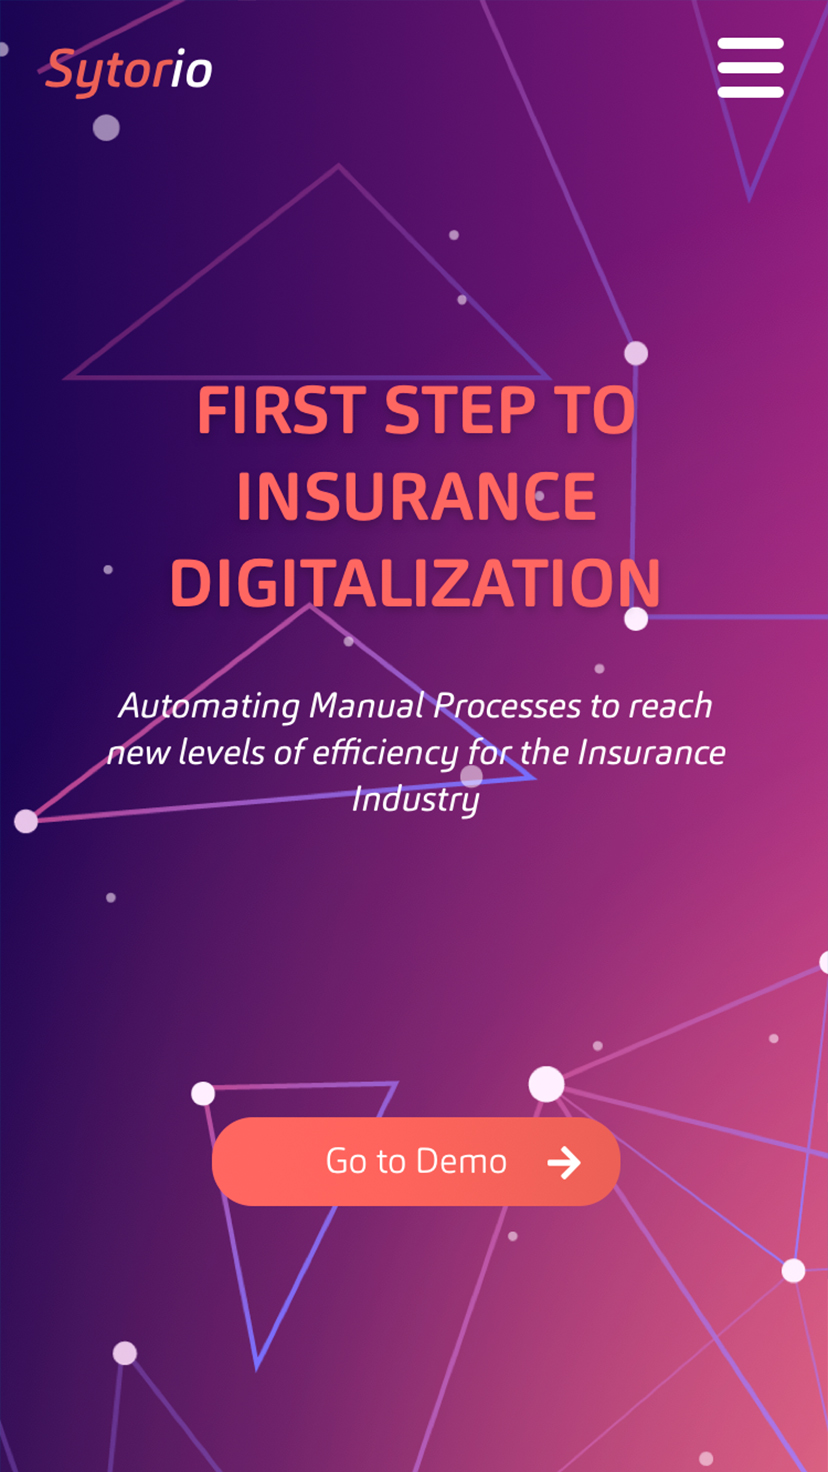 Sytorio
FIRST STEP TO
INSURANCE
DIGITALIZATION
Automating Manual Processes to reach
new levels of efficiency for the Insurance
Industry
Go to Demo